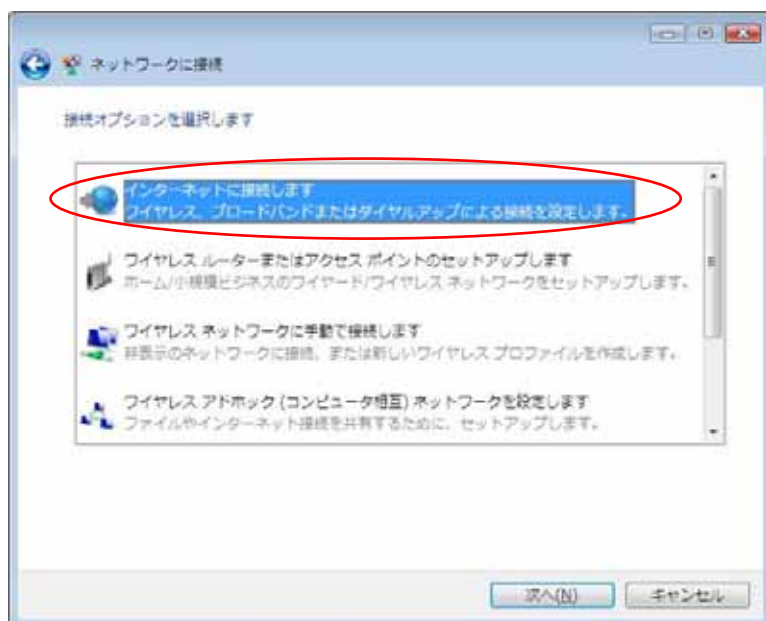 ネットワークに接続
接続オプションを選択します
インターネットに接続します
ワイヤレス、ブロードバンドまたはダイヤルアップによる接続を設定します。
ワイヤレス ルーターまたはアクセス ポイントのセットアップします
ホーム/小規模ビジネスのワイヤード/ワイヤレス ネットワークをセットアップします。
ワイヤレス ネットワークに手動で接続します
非表示のネットワークに接続、または新しいワイヤレス プロファイルを作成します。
ワイヤレス アドホック (コンピュータ相互) ネットワークを設定します
ファイルやインターネット接続を共有するために、セットアップします。
次へ(N)
キャンセル